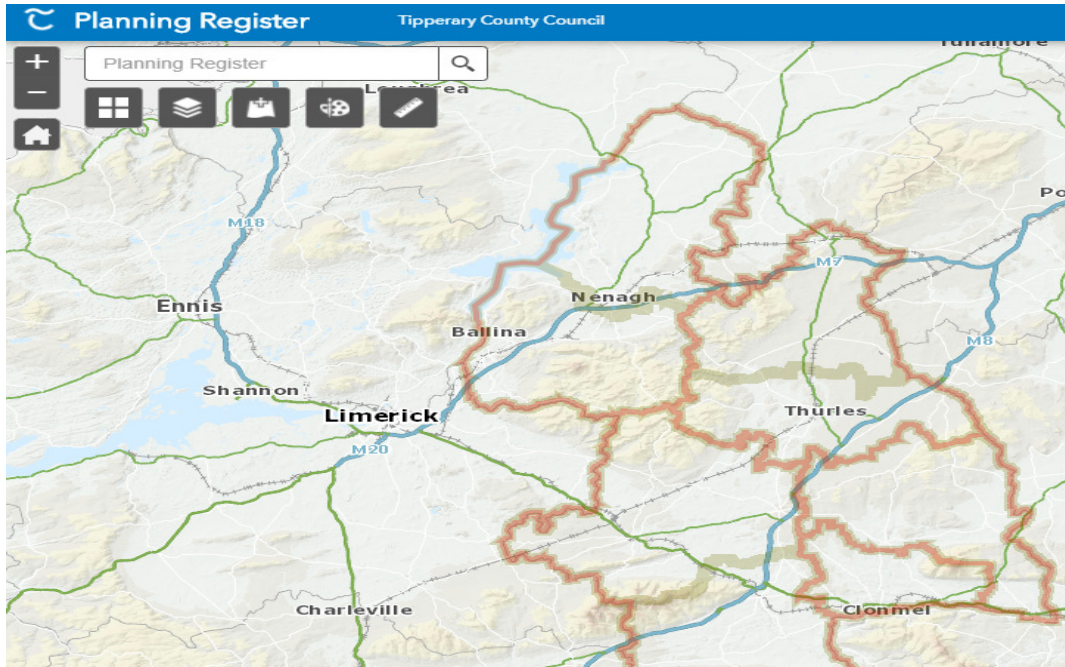 Planning Register
Tipperary County Council
Planning Register
M18
M7
Nenagh
Ennis
Ballina
M8
Shannon
Thurles
Limerick
M20
Charleville
Clonmel